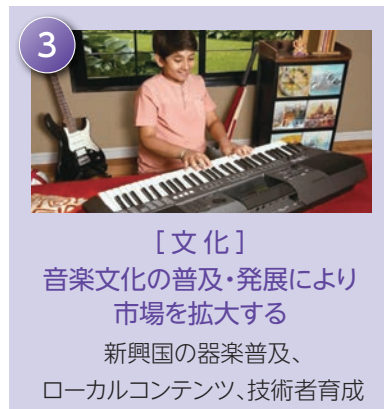 3
[文化]
音楽文化の普及・発展により
市場を拡大する
新興国の器楽普及、
ローカルコンテンツ、技術者育成